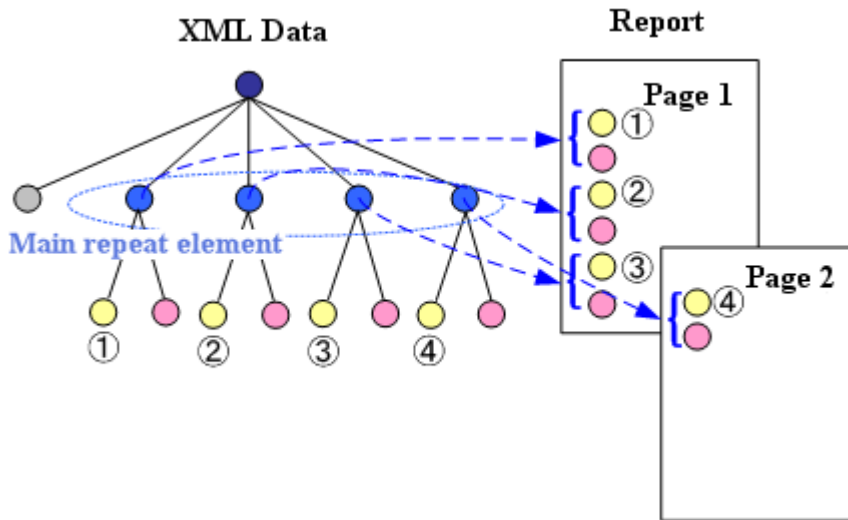 XML Data
Report
Page 1
①
②
Main repeat element
③
Page 2
④
① ② ③ ④